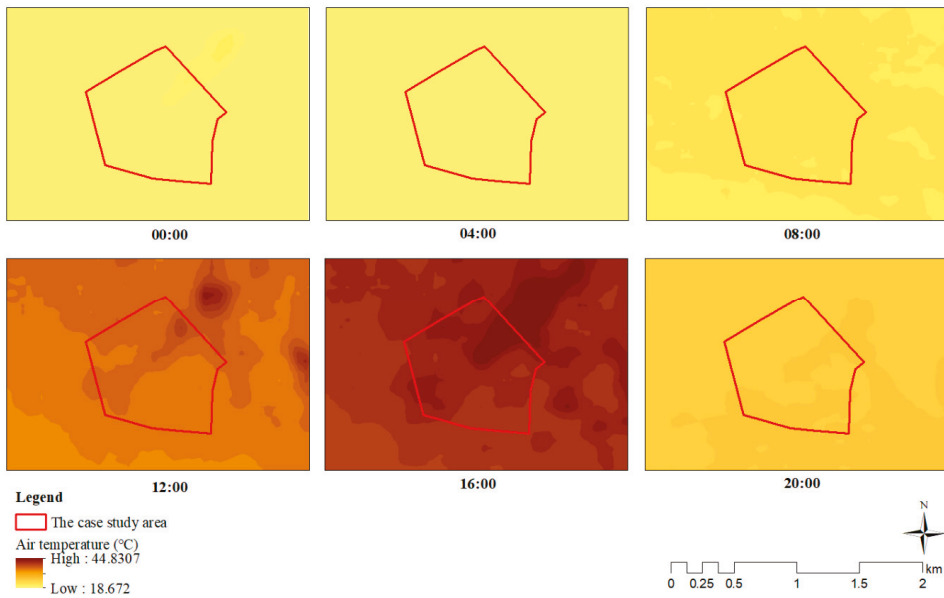 00:00
04:00
08:00
12:00
16:00
20:00
Legend
The case study area
Air temperature (°C)
High : 44.8307
Low : 18.672
N
km
0 0.25 0.5 1 1.5 2